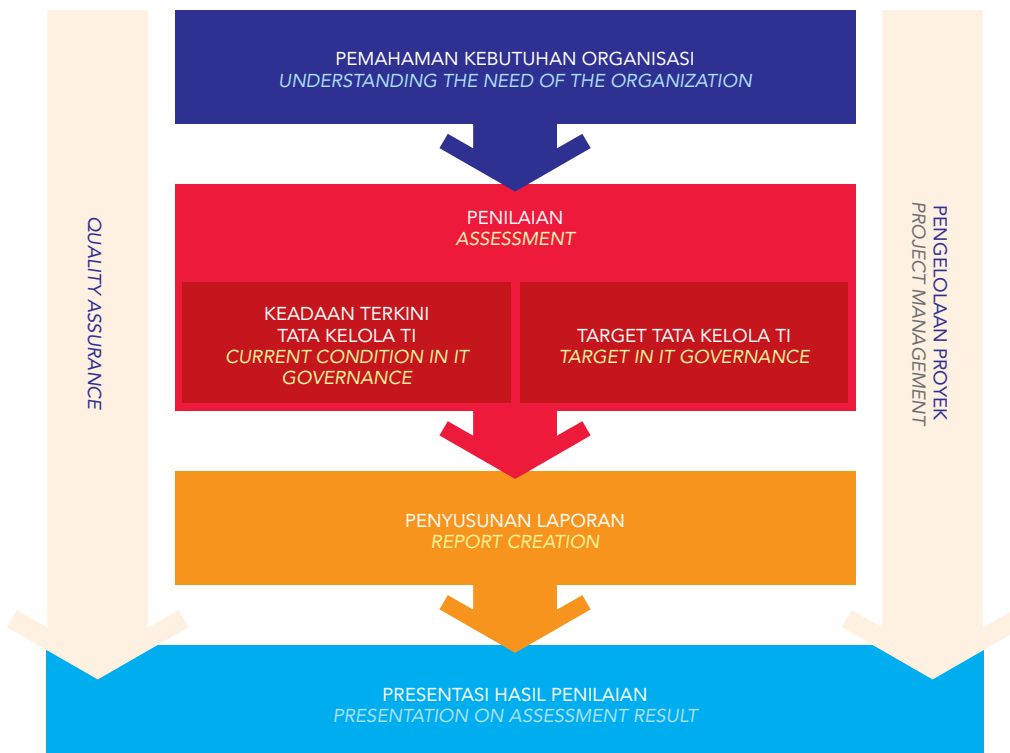 PEMAHAMAN KEBUTUHAN ORGANISASI
UNDERSTANDING THE NEED OF THE ORGANIZATION
QUALITY ASSURANCE
PENILAIAN
ASSESSMENT
KEADAAN TERKINI
TATA KELOLA TI
CURRENT CONDITION IN IT
GOVERNANCE
TARGET TATA KELOLA TI
TARGET IN IT GOVERNANCE
PENGELOLAAN PROYEK
PROJECT MANAGEMENT
PENYUSUNAN LAPORAN
REPORT CREATION
PRESENTASI HASIL PENILAIAN
PRESENTATION ON ASSESSMENT RESULT